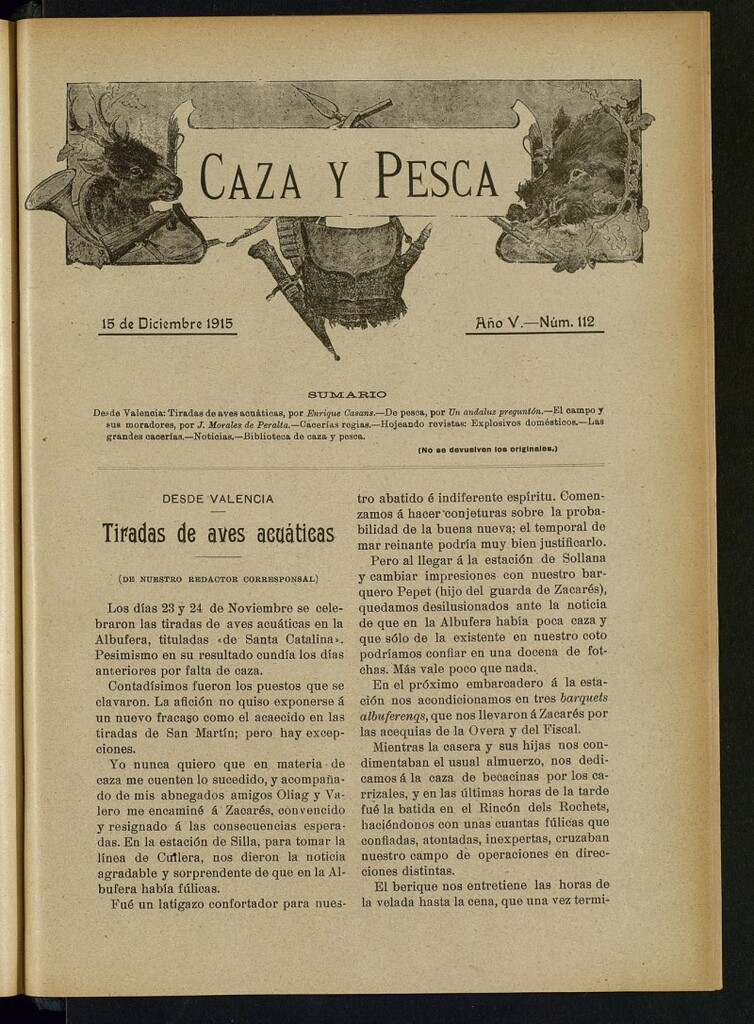 CAZA Y PESCA
15 de Diciembre 1915
Año V.—Núm. 112
SUMARIO
Desde Valencia: Tiradas de aves acuáticas, por Enrique Casans.—De pesca, por Un andaluz preguntón.—El campo y
sus moradores, por J. Morales de Peralta.—Cacerías regias.—Hojeando revistas: Explosivos domésticos.—Las
grandes cacerías.—Noticias.—Biblioteca de caza y pesca.
(No se devuelven los originales.)
DESDE VALENCIA
Tiradas de aves acuáticas
(DE NUESTRO REDACTOR CORRESPONSAL)
Los días 23 y 24 de Noviembre se cele-
braron las tiradas de aves acuáticas en la
Albufera, tituladas «de Santa Catalina».
Pesimismo en su resultado cundía los días
anteriores por falta de caza.
Contadísimos fueron los puestos que se
clavaron. La afición no quiso exponerse á
un nuevo fracaso como el acaecido en las
tiradas de San Martín; pero hay excep-
ciones.
Yo nunca quiero que en materia de
caza me cuenten lo sucedido, y acompaña-
do de mis abnegados amigos Oliag y Va-
lero me encaminé á Zacarés, convencido
y resignado á las consecuencias espera-
das. En la estación de Silla, para tomar la
línea de Cullera, nos dieron la noticia
agradable y sorprendente de que en la Al-
bufera había fúlicas.
Fué un latigazo confortador para nues-
tro abatido é indiferente espíritu. Comen-
zamos á hacer conjeturas sobre la proba-
bilidad de la buena nueva; el temporal de
mar reinante podría muy bien justificarlo.
Pero al llegar á la estación de Sollana
y cambiar impresiones con nuestro bar-
quero Pepet (hijo del guarda de Zacarés),
quedamos desilusionados ante la noticia
de que en la Albufera había poca caza y
que sólo de la existente en nuestro coto
podríamos confiar en una docena de fot-
chas. Más vale poco que nada.
En el próximo embarcadero á la esta-
ción nos acondicionamos en tres barquets
albuferenqs, que nos llevaron á Zacarés por
las acequias de la Overa y del Fiscal.
Mientras la casera y sus hijas nos con-
dimentaban el usual almuerzo, nos dedi-
camos á la caza de becacinas por los ca-
rrizales, y en las últimas horas de la tarde
fué la batida en el Rincón dels Rochets,
haciéndonos con unas cuantas fúlicas que
confiadas, atontadas, inexpertas, cruzaban
nuestro campo de operaciones en direc-
ciones distintas.
El berique nos entretiene las horas de
la velada hasta la cena, que una vez termi-